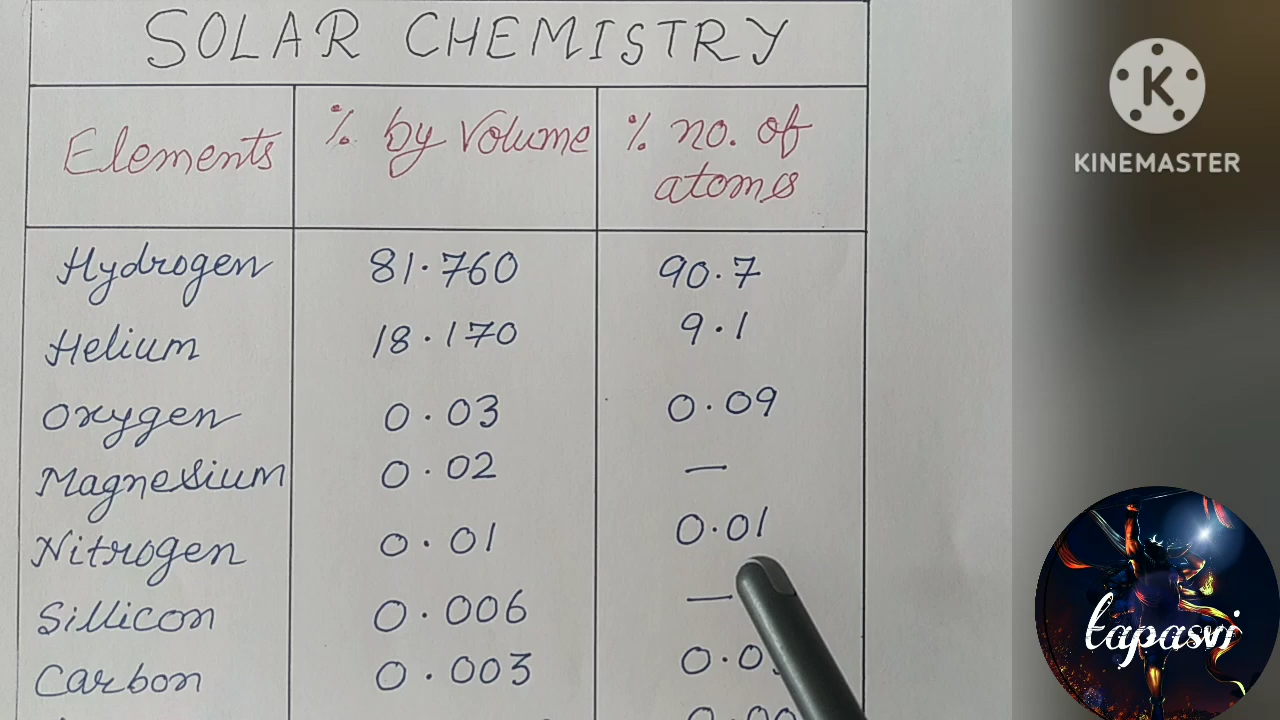 SOLAR CHEMISTRY
Elements % by Volume % no. of atoms
Hydrogen 81.760 90.7
Helium 18.170 9.1
Oxygen 0.03 0.09
Magnesium 0.02 —
Nitrogen 0.01 0.01
Sillicon 0.006 —
Carbon 0.003
K
KINEMASTER
tapasvi